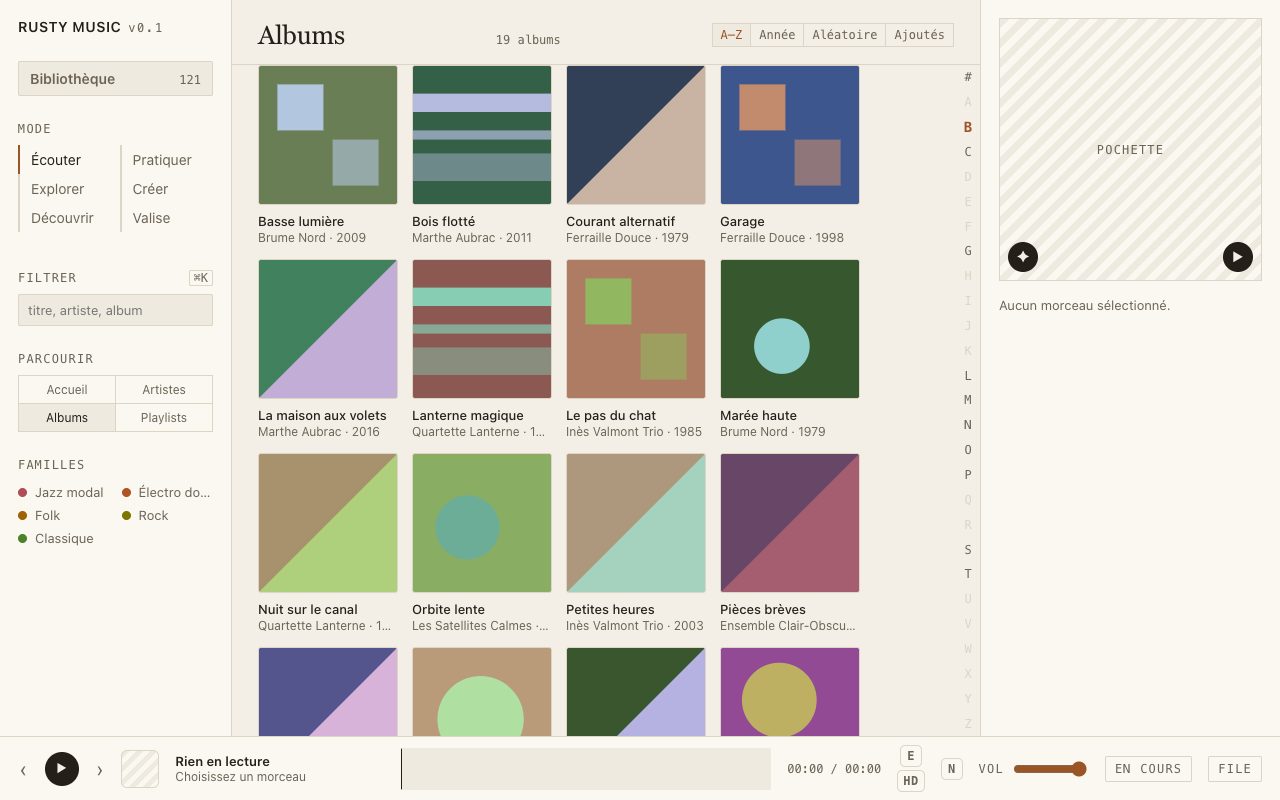 RUSTY MUSIC v0.1
Bibliothèque 121
MODE
Écouter
Pratiquer
Explorer
Créer
Découvrir
Valise
FILTRER ⌘K
titre, artiste, album
PARCOURIR
Accueil
Artistes
Albums
Playlists
FAMILLES
Jazz modal
Électro do...
Folk
Rock
Classique
Albums
19 albums
A–Z
Année
Aléatoire
Ajoutés
Basse lumière
Brume Nord · 2009
Bois flotté
Marthe Aubrac · 2011
Courant alternatif
Ferraille Douce · 1979
Garage
Ferraille Douce · 1998
La maison aux volets
Marthe Aubrac · 2016
Lanterne magique
Quartette Lanterne · 1...
Le pas du chat
Inès Valmont Trio · 1985
Marée haute
Brume Nord · 1979
Nuit sur le canal
Quartette Lanterne · 1...
Orbite lente
Les Satellites Calmes ·...
Petites heures
Inès Valmont Trio · 2003
Pièces brèves
Ensemble Clair-Obscu...
#
A
B
C
D
E
F
G
H
I
J
K
L
M
N
O
P
Q
R
S
T
U
V
W
X
Y
Z
POCHETTE
Aucun morceau sélectionné.
Rien en lecture
Choisissez un morceau
00:00 / 00:00
E
HD
N
VOL
EN COURS
FILE